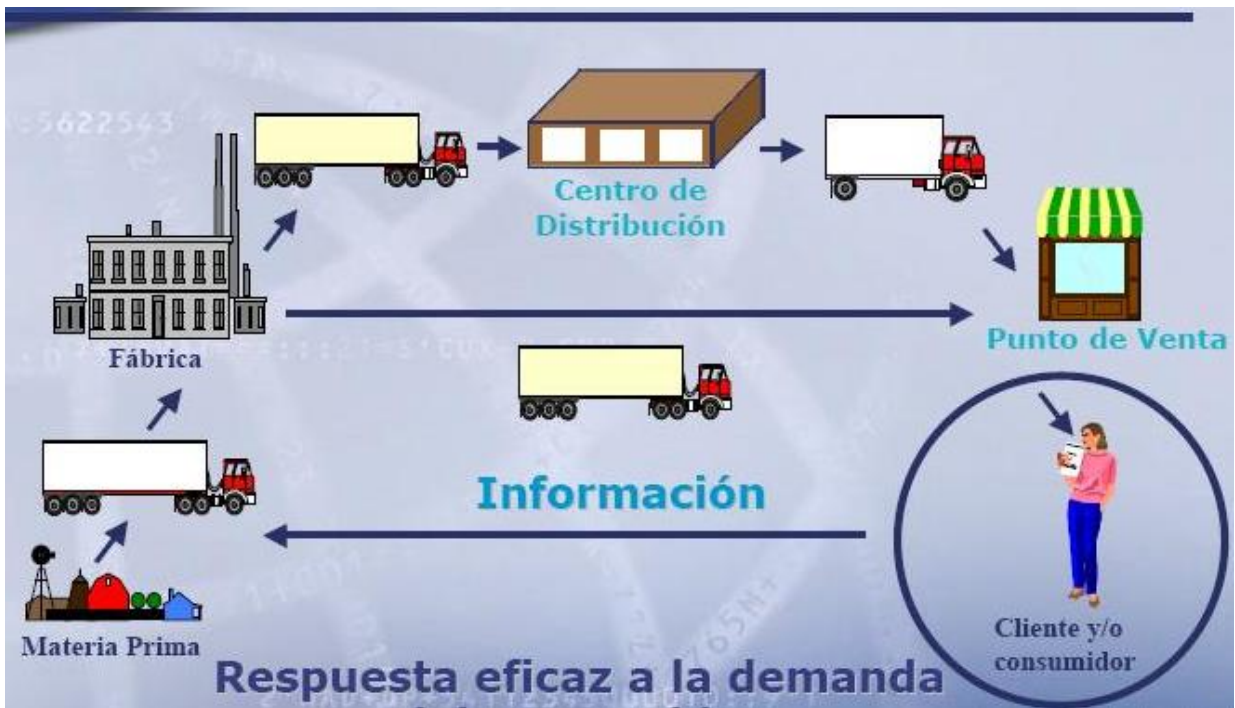 Centro de
Distribución
Punto de Venta
Fábrica
Información
Materia Prima
Cliente y/o
consumidor
Respuesta eficaz a la demanda